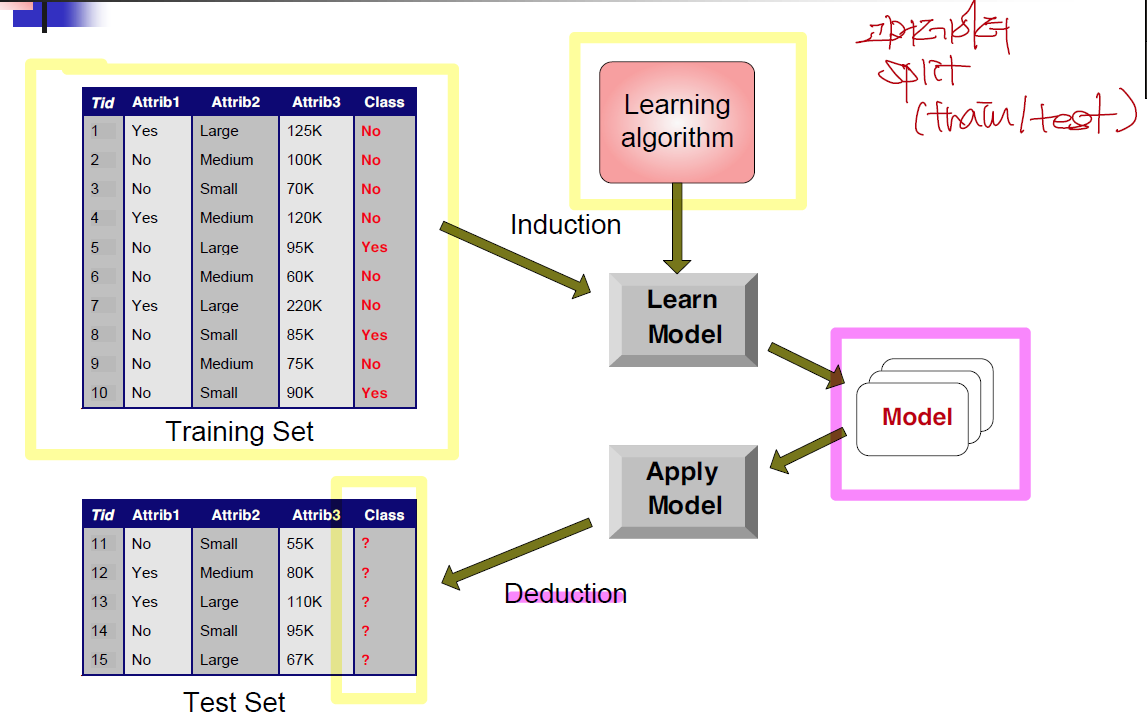 Tid Attrib1 Attrib2 Attrib3 Class
1 Yes Large 125K No
2 No Medium 100K No
3 No Small 70K No
4 Yes Medium 120K No
5 No Large 95K Yes
6 No Medium 60K No
7 Yes Large 220K No
8 No Small 85K Yes
9 No Medium 75K No
10 No Small 90K Yes
Training Set
Learning
algorithm
split
(train/test)
Induction
Learn
Model
Model
Apply
Model
Deduction
Tid Attrib1 Attrib2 Attrib3 Class
11 No Small 55K ?
12 Yes Medium 80K ?
13 Yes Large 110K ?
14 No Small 95K ?
15 No Large 67K ?
Test Set